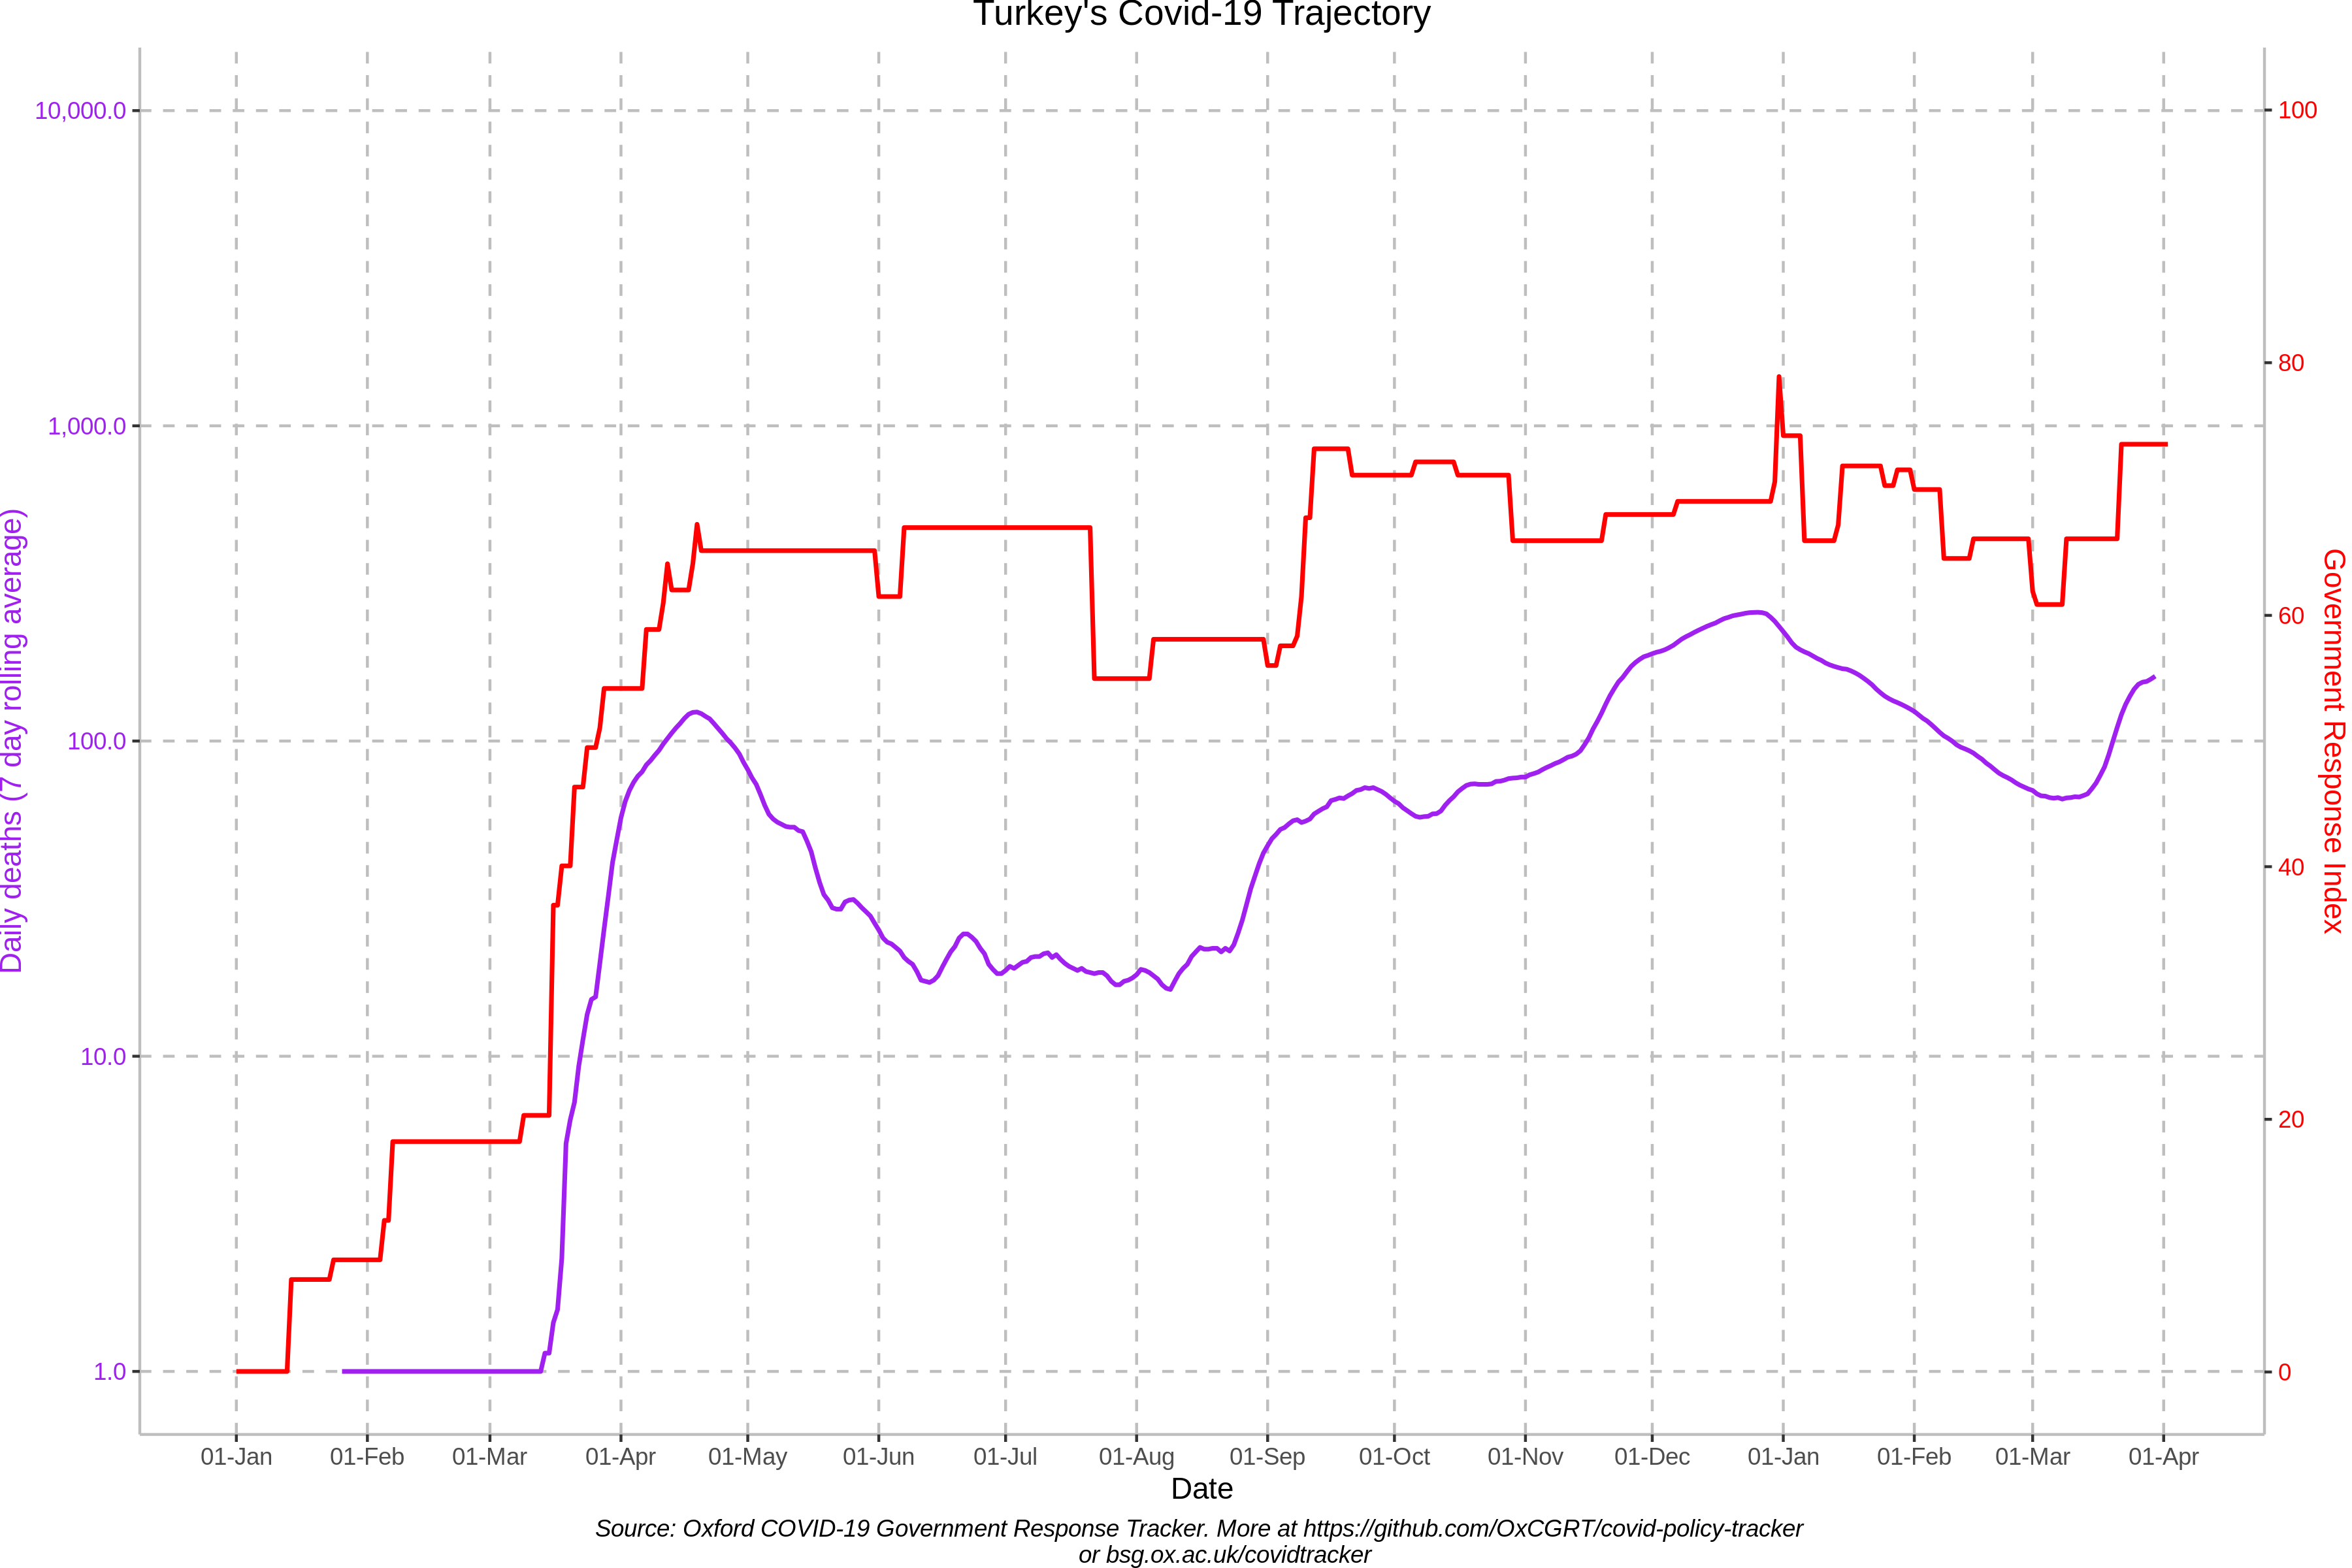 Turkey's Covid-19 Trajectory
10,000.0
1,000.0
100.0
10.0
1.0
Daily deaths (7 day rolling average)
100
80
60
40
20
0
Government Response Index
01-Jan 01-Feb 01-Mar 01-Apr 01-May 01-Jun 01-Jul 01-Aug 01-Sep 01-Oct 01-Nov 01-Dec 01-Jan 01-Feb 01-Mar 01-Apr
Date
Source: Oxford COVID-19 Government Response Tracker. More at https://github.com/OxCGRT/covid-policy-tracker
or bsg.ox.ac.uk/covidtracker